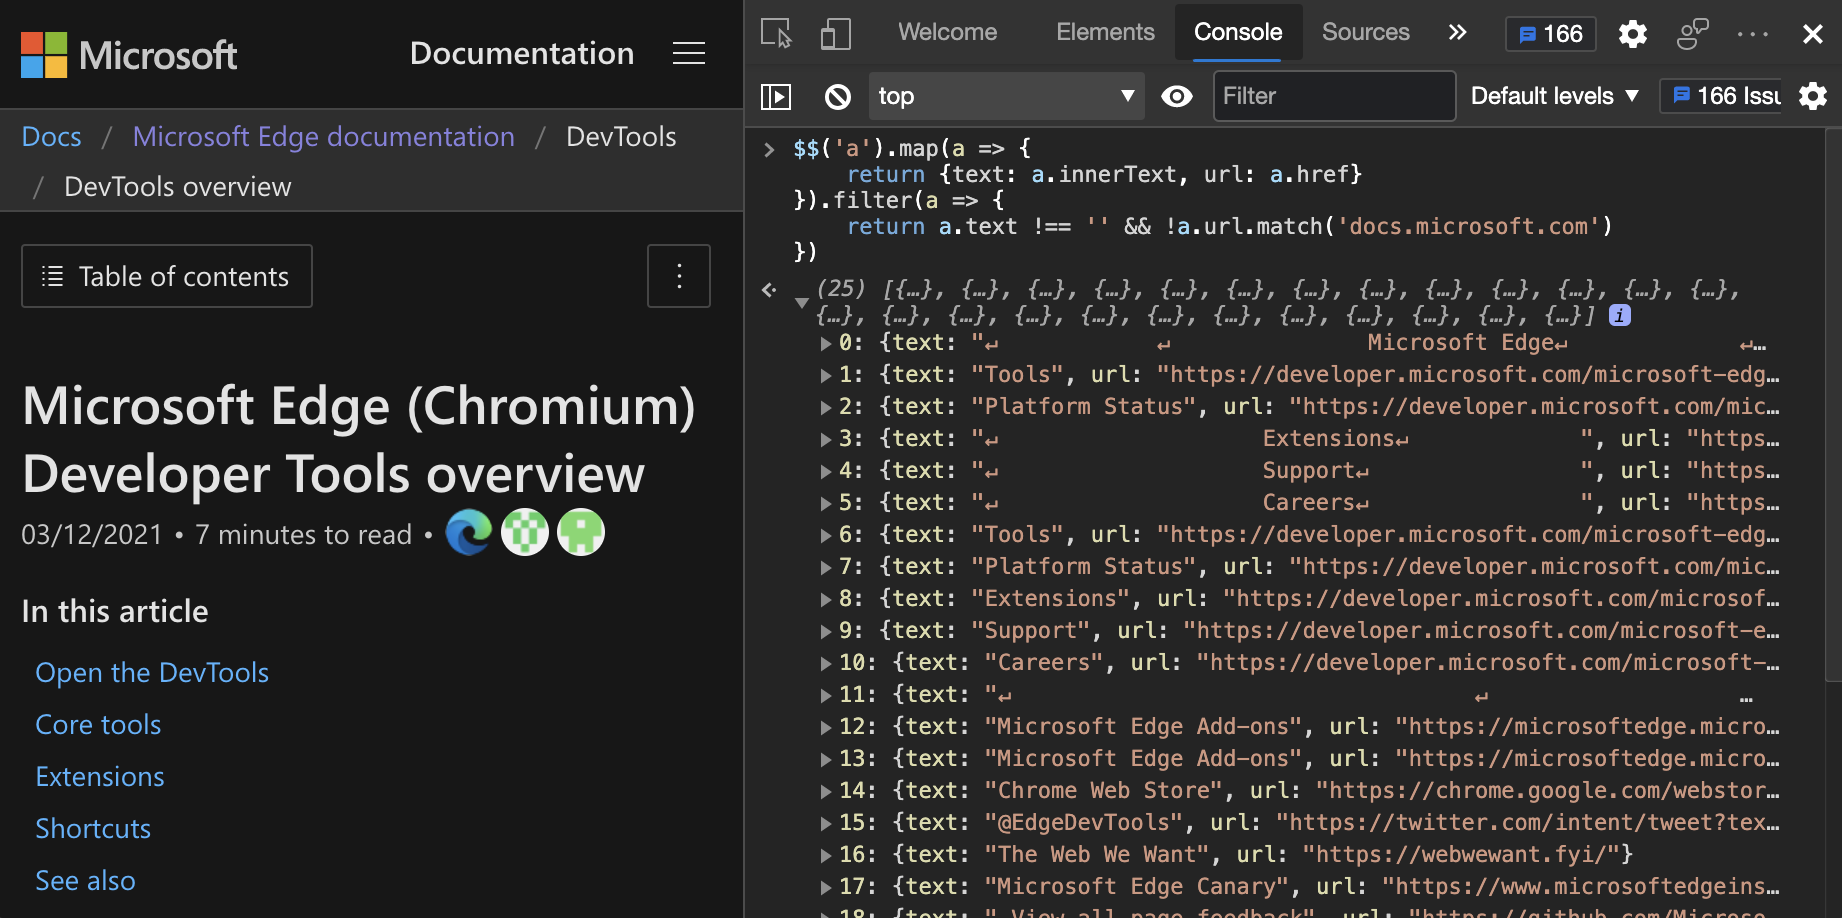 Microsoft
Documentation
Docs / Microsoft Edge documentation / DevTools
/ DevTools overview
Table of contents
Microsoft Edge (Chromium)
Developer Tools overview
03/12/2021 • 7 minutes to read •
In this article
Open the DevTools
Core tools
Extensions
Shortcuts
See also
Welcome Elements Console Sources 166
top Filter Default levels 166 Issu
$$('a').map(a => {
    return {text: a.innerText, url: a.href}
}).filter(a => {
    return a.text !== '' && !a.url.match('docs.microsoft.com')
})
(25) [{…}, {…}, {…}, {…}, {…}, {…}, {…}, {…}, {…}, {…}, {…}, {…}, {…},
{…}, {…}, {…}, {…}, {…}, {…}, {…}, {…}, {…}, {…}, {…}, {…}] i
0: {text: "↵ ↵ Microsoft Edge↵ ↵…
1: {text: "Tools", url: "https://developer.microsoft.com/microsoft-edg…
2: {text: "Platform Status", url: "https://developer.microsoft.com/mic…
3: {text: "↵ Extensions↵ ", url: "https…
4: {text: "↵ Support↵ ", url: "https…
5: {text: "↵ Careers↵ ", url: "https…
6: {text: "Tools", url: "https://developer.microsoft.com/microsoft-edg…
7: {text: "Platform Status", url: "https://developer.microsoft.com/mic…
8: {text: "Extensions", url: "https://developer.microsoft.com/microsof…
9: {text: "Support", url: "https://developer.microsoft.com/microsoft-e…
10: {text: "Careers", url: "https://developer.microsoft.com/microsoft-…
11: {text: "↵ ↵ …
12: {text: "Microsoft Edge Add-ons", url: "https://microsoftedge.micro…
13: {text: "Microsoft Edge Add-ons", url: "https://microsoftedge.micro…
14: {text: "Chrome Web Store", url: "https://chrome.google.com/webstor…
15: {text: "@EdgeDevTools", url: "https://twitter.com/intent/tweet?tex…
16: {text: "The Web We Want", url: "https://webwewant.fyi/"}
17: {text: "Microsoft Edge Canary", url: "https://www.microsoftedgeins…
18: {text: " View all page feedback", url: "https://github.com/Microso…